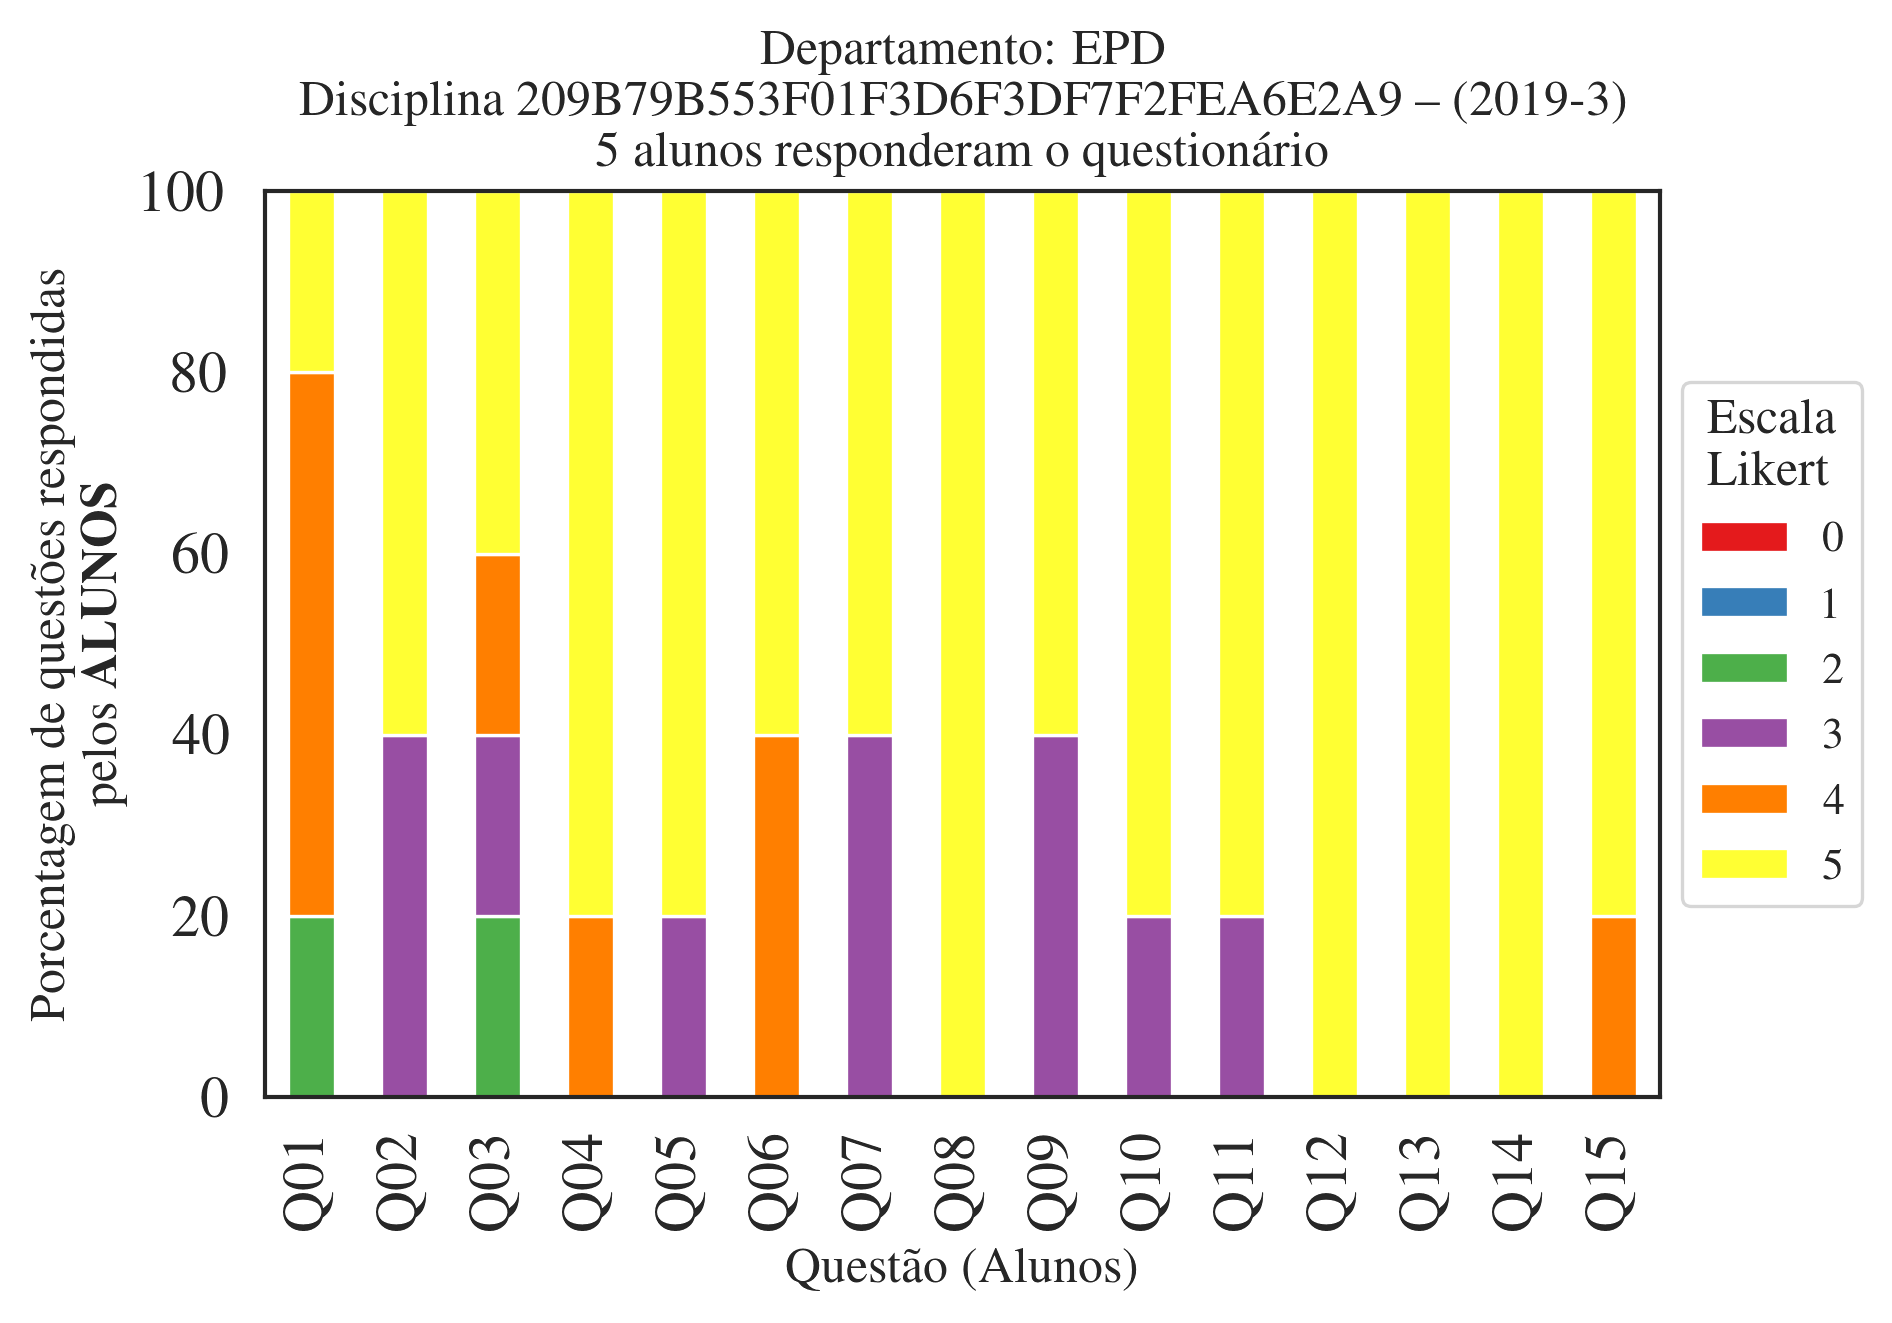 Departamento: EPD
Disciplina 209B79B553F01F3D6F3DF7F2FEA6E2A9 – (2019-3)
5 alunos responderam o questionário
Porcentagem de questões respondidas
pelos ALUNOS
100
80
60
40
20
0
Q01
Q02
Q03
Q04
Q05
Q06
Q07
Q08
Q09
Q10
Q11
Q12
Q13
Q14
Q15
Questão (Alunos)
Escala
Likert
0
1
2
3
4
5